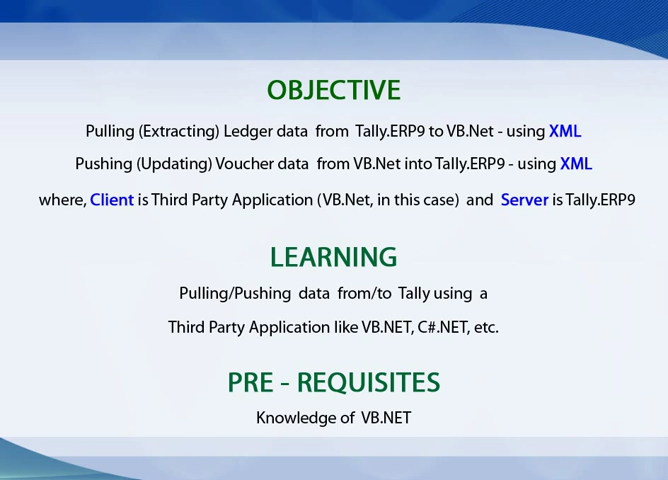 OBJECTIVE
Pulling (Extracting) Ledger data from Tally.ERP9 to VB.Net - using XML
Pushing (Updating) Voucher data from VB.Net into Tally.ERP9 - using XML
where, Client is Third Party Application (VB.Net, in this case) and Server is Tally.ERP9
LEARNING
Pulling/Pushing data from/to Tally using a
Third Party Application like VB.NET, C#.NET, etc.
PRE - REQUISITES
Knowledge of VB.NET